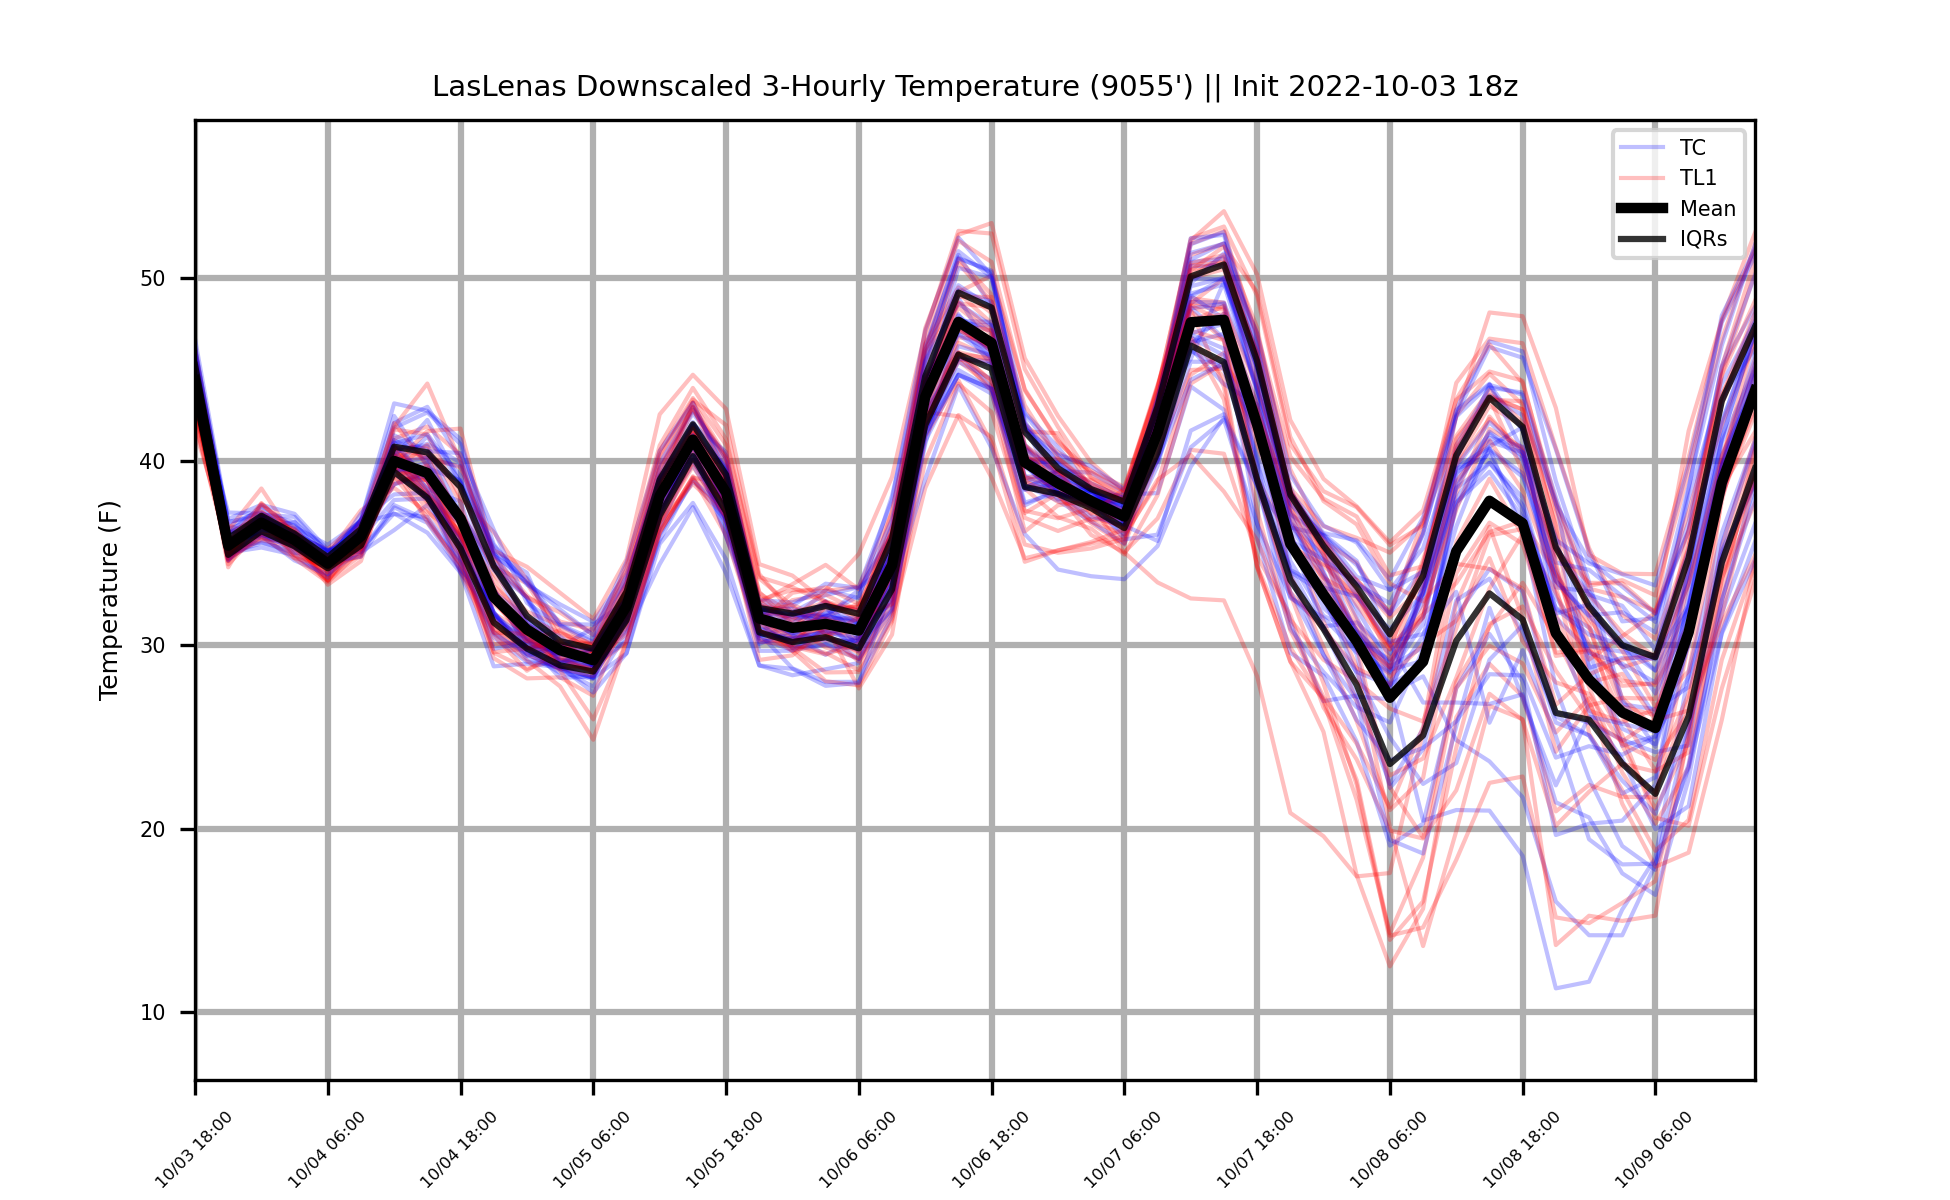 LasLenas Downscaled 3-Hourly Temperature (9055') || Init 2022-10-03 18z
TC
TL1
Mean
IQRs
Temperature (F)
50
40
30
20
10
10/03 18:00
10/04 06:00
10/04 18:00
10/05 06:00
10/05 18:00
10/06 06:00
10/06 18:00
10/07 06:00
10/07 18:00
10/08 06:00
10/08 18:00
10/09 06:00